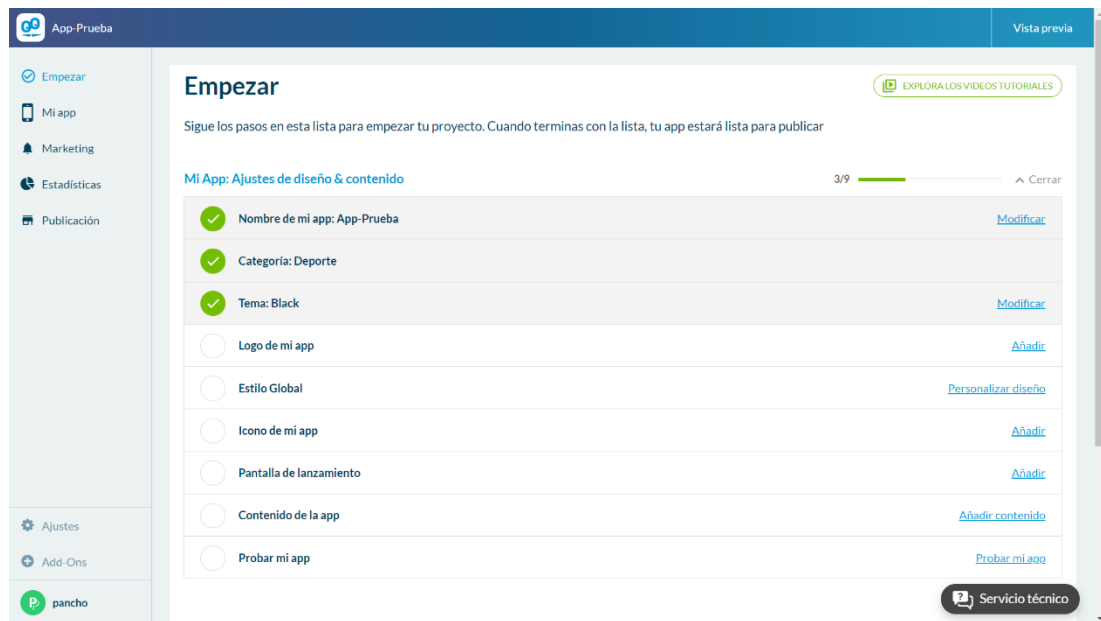 App-Prueba
Vista previa
Empezar
Mi app
Marketing
Estadísticas
Publicación
Ajustes
Add-Ons
pancho
Empezar
EXPLORA LOS VIDEOS TUTORIALES
Sigue los pasos en esta lista para empezar tu proyecto. Cuando terminas con la lista, tu app estará lista para publicar
Mi App: Ajustes de diseño & contenido
3/9
Cerrar
Nombre de mi app: App-Prueba
Modificar
Categoría: Deporte
Tema: Black
Modificar
Logo de mi app
Añadir
Estilo Global
Personalizar diseño
Icono de mi app
Añadir
Pantalla de lanzamiento
Añadir
Contenido de la app
Añadir contenido
Probar mi app
Probar mi app
Servicio técnico